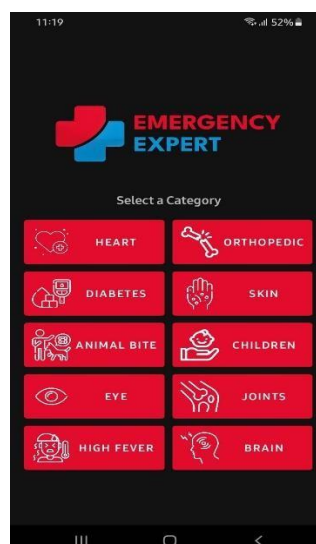 11:19 52%
EMERGENCY
EXPERT
Select a Category
HEART ORTHOPEDIC
DIABETES SKIN
ANIMAL BITE CHILDREN
EYE JOINTS
HIGH FEVER BRAIN